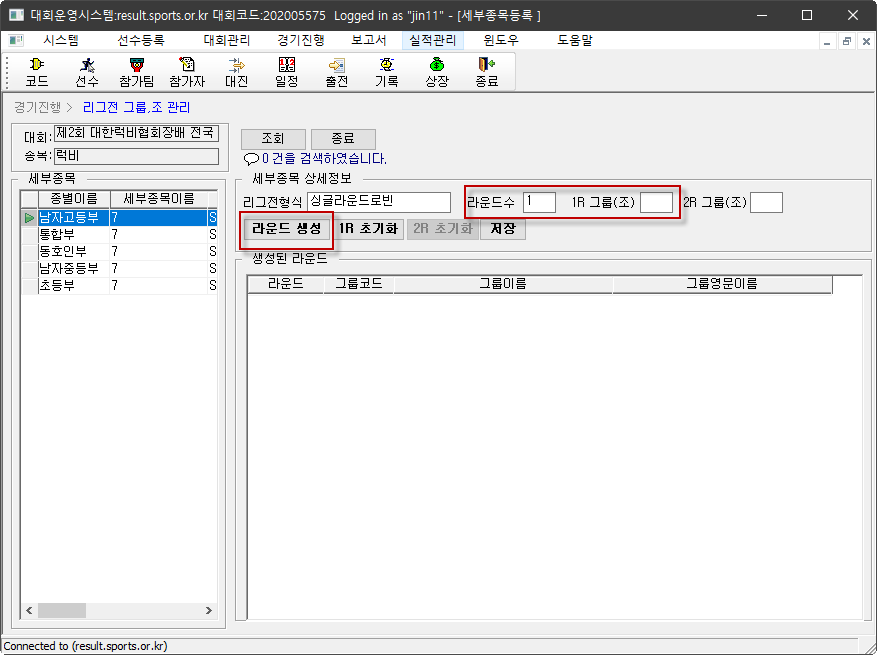 대회운영시스템:result.sports.or.kr 대회코드:202005575 Logged in as "jin11" - [세부종목등록 ]
시스템 선수등록 대회관리 경기진행 보고서 실적관리 윈도우 도움말
코드 선수 참가팀 참가자 대진 일정 출전 기록 상장 종료
경기진행 > 리그전 그룹,조 관리
대회: 제2회 대한럭비협회장배 전국
종목: 럭비
조회 종료
0 건을 검색하였습니다.
세부종목
종별이름 세부종목이름
남자고등부 7 S
통합부 7 S
동호인부 7 S
남자중등부 7 S
초등부 7 S
세부종목 상세정보
리그전형식 싱글라운드로빈 라운드수 1 1R 그룹(조) 2R 그룹(조)
라운드 생성 1R 초기화 2R 초기화 저장
생성된 라운드
라운드 그룹코드 그룹이름 그룹영문이름
Connected to (result.sports.or.kr)